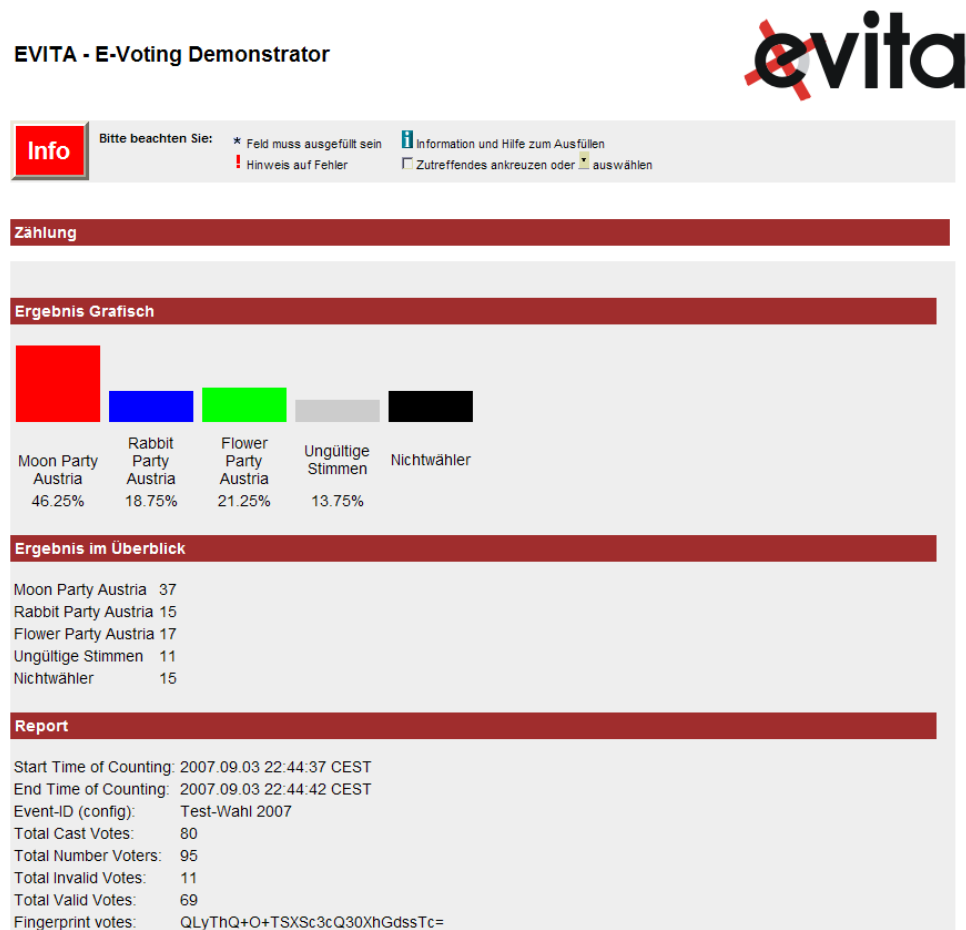 EVITA - E-Voting Demonstrator
evita
Info
Bitte beachten Sie:
* Feld muss ausgefüllt sein
! Hinweis auf Fehler
i Information und Hilfe zum Ausfüllen
Zutreffendes ankreuzen oder auswählen
Zählung
Ergebnis Grafisch
Moon Party
Austria
46.25%
Rabbit
Party
Austria
18.75%
Flower
Party
Austria
21.25%
Ungültige
Stimmen
13.75%
Nichtwähler
Ergebnis im Überblick
Moon Party Austria 37
Rabbit Party Austria 15
Flower Party Austria 17
Ungültige Stimmen 11
Nichtwähler 15
Report
Start Time of Counting: 2007.09.03 22:44:37 CEST
End Time of Counting: 2007.09.03 22:44:42 CEST
Event-ID (config): Test-Wahl 2007
Total Cast Votes: 80
Total Number Voters: 95
Total Invalid Votes: 11
Total Valid Votes: 69
Fingerprint votes: QLyThQ+O+TSXSc3cQ30XhGdssTc=